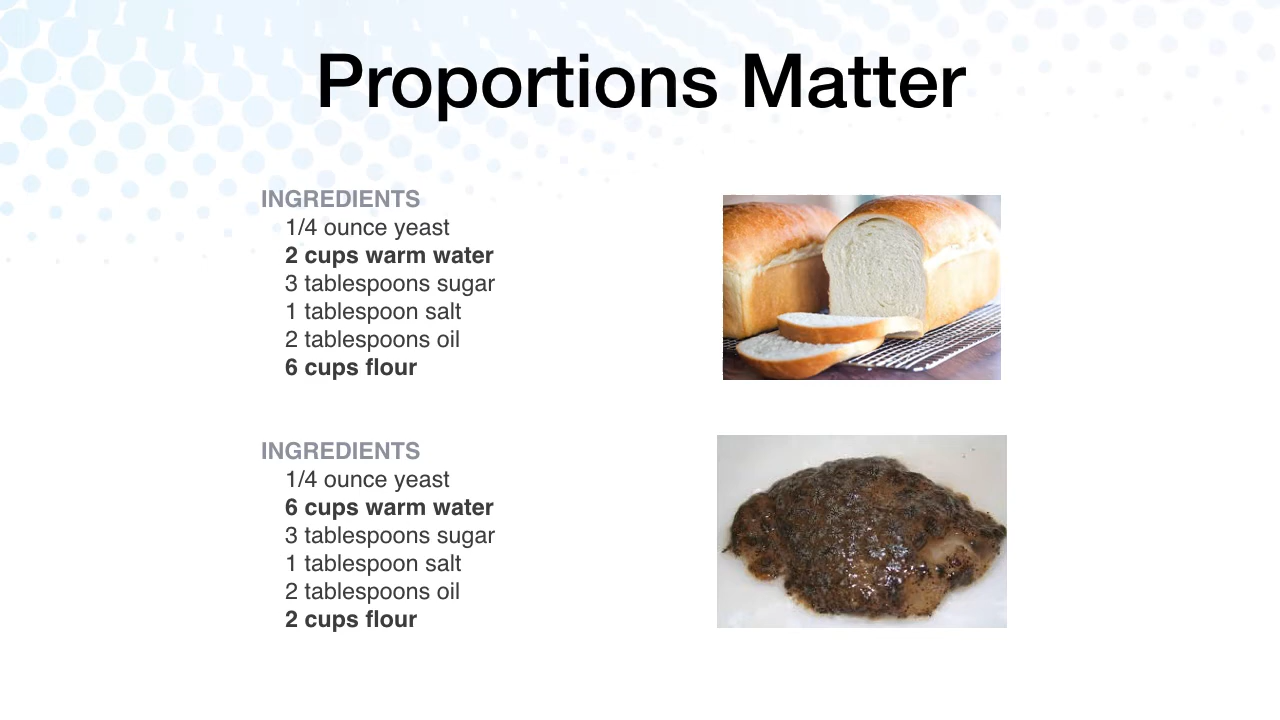 Proportions Matter
INGREDIENTS
1/4 ounce yeast
2 cups warm water
3 tablespoons sugar
1 tablespoon salt
2 tablespoons oil
6 cups flour
INGREDIENTS
1/4 ounce yeast
6 cups warm water
3 tablespoons sugar
1 tablespoon salt
2 tablespoons oil
2 cups flour